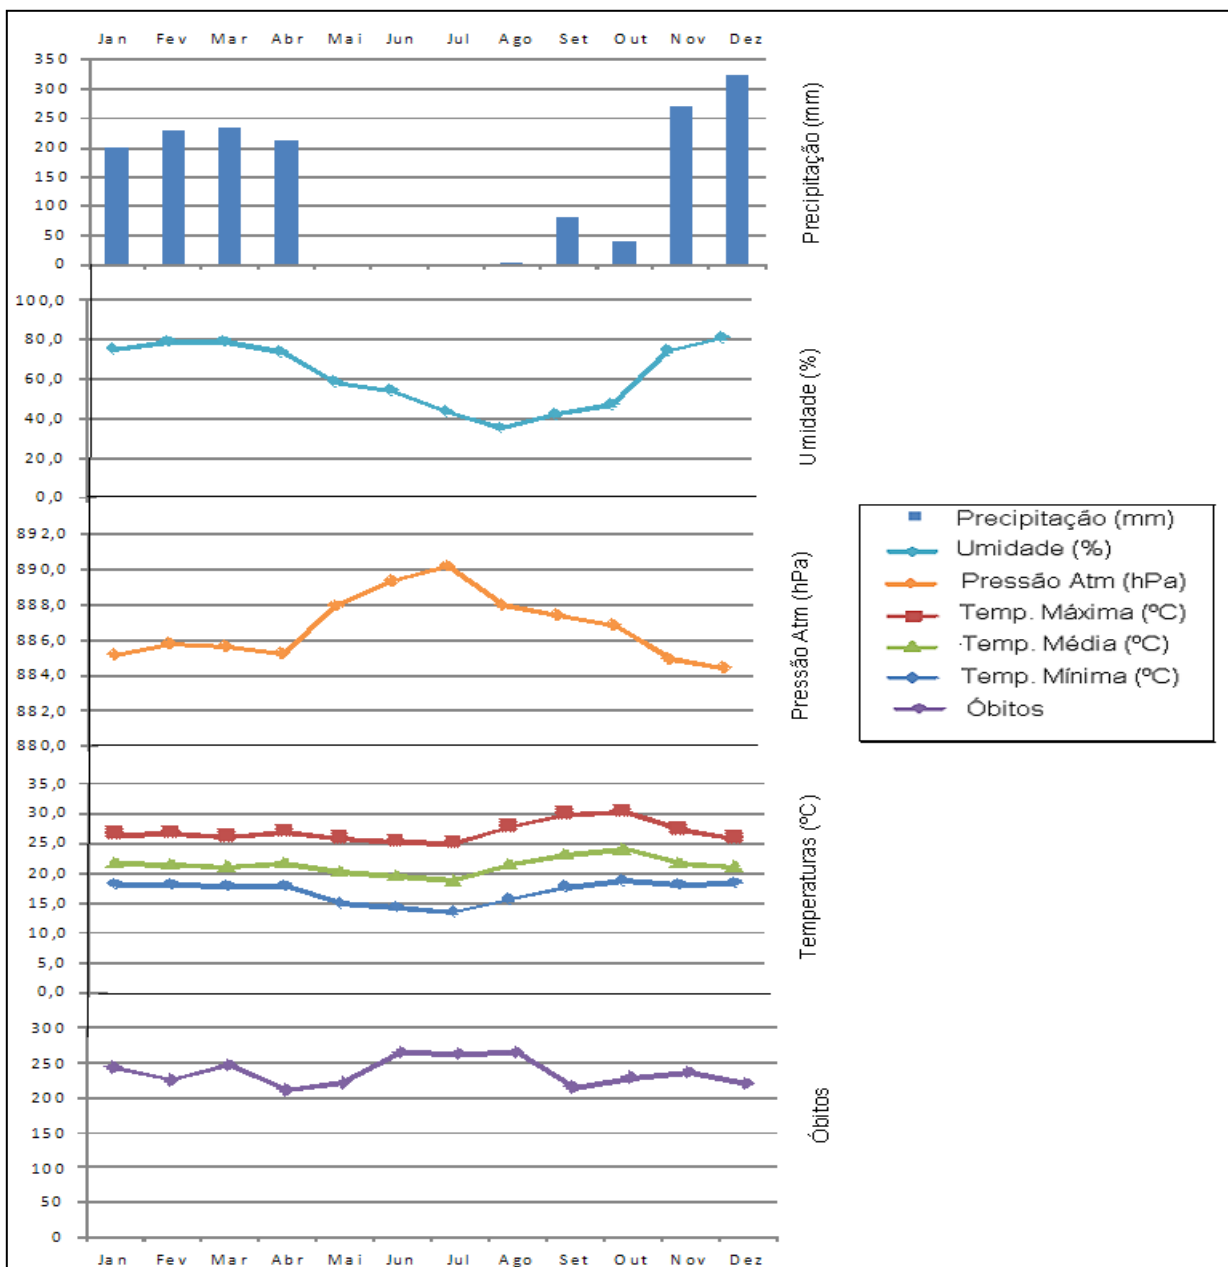 Jan Fev Mar Abr Mai Jun Jul Ago Set Out Nov Dez
350
300
250
200
150
100
50
0
Precipitação (mm)
100,0
80,0
60,0
40,0
20,0
0,0
Umidade (%)
892,0
890,0
888,0
886,0
884,0
882,0
880,0
Pressão Atm (hPa)
Precipitação (mm)
Umidade (%)
Pressão Atm (hPa)
Temp. Máxima (ºC)
Temp. Média (ºC)
Temp. Mínima (ºC)
Óbitos
35,0
30,0
25,0
20,0
15,0
10,0
5,0
0,0
Temperaturas (ºC)
300
250
200
150
100
50
0
Óbitos
Jan Fev Mar Abr Mai Jun Jul Ago Set Out Nov Dez